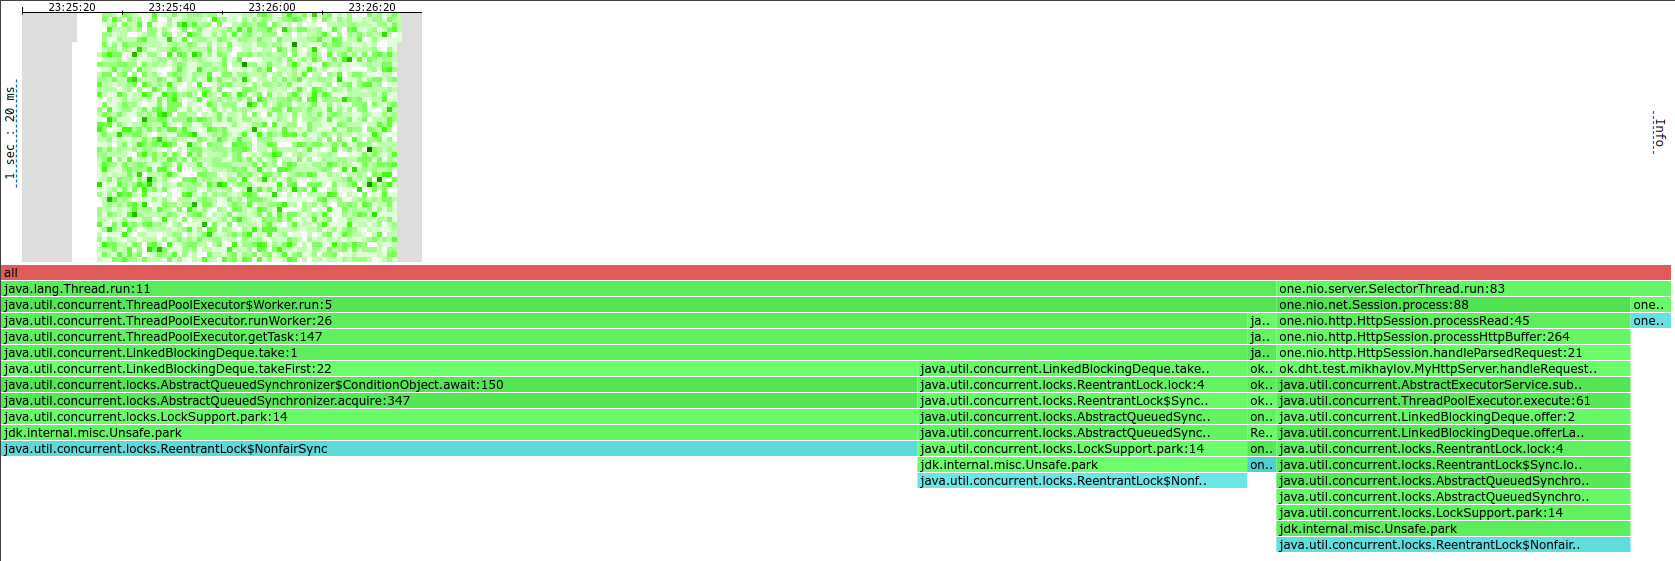 23:25:20 23:25:40 23:26:00 23:26:20
1 sec : 20 ms
Info
all
java.lang.Thread.run:11 one.nio.server.SelectorThread.run:83
java.util.concurrent.ThreadPoolExecutor$Worker.run:5 one.nio.net.Session.process:88 one..
java.util.concurrent.ThreadPoolExecutor.runWorker:26 ja.. one.nio.http.HttpSession.processRead:45 one..
java.util.concurrent.ThreadPoolExecutor.getTask:147 ja.. one.nio.http.HttpSession.processHttpBuffer:264
java.util.concurrent.LinkedBlockingDeque.take:1 ja.. one.nio.http.HttpSession.handleParsedRequest:21
java.util.concurrent.LinkedBlockingDeque.takeFirst:22 java.util.concurrent.LinkedBlockingDeque.take.. ok.. ok.dht.test.mikhaylov.MyHttpServer.handleRequest..
java.util.concurrent.locks.AbstractQueuedSynchronizer$ConditionObject.await:150 java.util.concurrent.locks.ReentrantLock.lock:4 ok.. java.util.concurrent.AbstractExecutorService.sub..
java.util.concurrent.locks.AbstractQueuedSynchronizer.acquire:347 java.util.concurrent.locks.ReentrantLock$Sync.. ok.. java.util.concurrent.ThreadPoolExecutor.execute:61
java.util.concurrent.locks.LockSupport.park:14 java.util.concurrent.locks.AbstractQueuedSync.. on.. java.util.concurrent.LinkedBlockingDeque.offer:2
jdk.internal.misc.Unsafe.park java.util.concurrent.locks.AbstractQueuedSync.. Re.. java.util.concurrent.LinkedBlockingDeque.offerLa..
java.util.concurrent.locks.ReentrantLock$NonfairSync java.util.concurrent.locks.LockSupport.park:14 on.. java.util.concurrent.locks.ReentrantLock.lock:4
jdk.internal.misc.Unsafe.park on.. java.util.concurrent.locks.ReentrantLock$Sync.lo..
java.util.concurrent.locks.ReentrantLock$Nonf.. java.util.concurrent.locks.AbstractQueuedSynchro..
java.util.concurrent.locks.AbstractQueuedSynchro..
java.util.concurrent.locks.LockSupport.park:14
jdk.internal.misc.Unsafe.park
java.util.concurrent.locks.ReentrantLock$Nonfair..